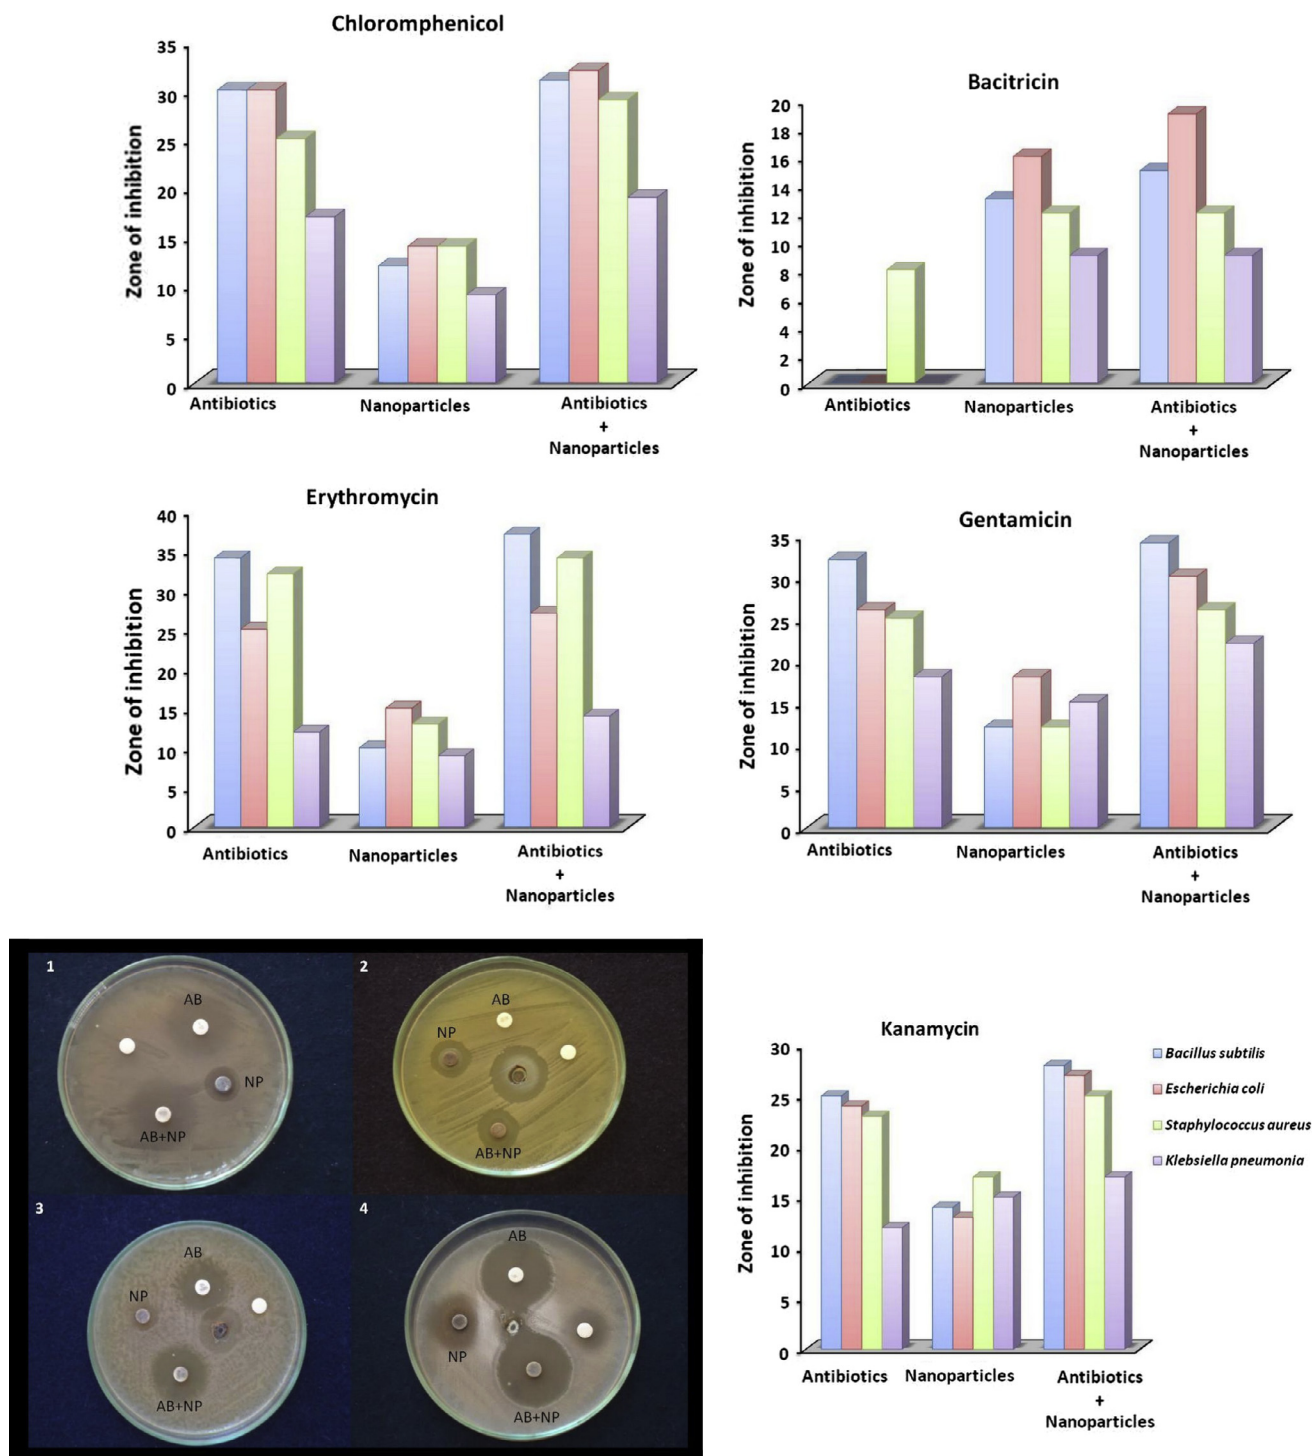 Chloromphenicol
Zone of inhibition
35
30
25
20
15
10
5
0
Antibiotics
Nanoparticles
Antibiotics
+
Nanoparticles
Bacitricin
Zone of inhibition
20
18
16
14
12
10
8
6
4
2
0
Antibiotics
Nanoparticles
Antibiotics
+
Nanoparticles
Erythromycin
Zone of inhibition
40
35
30
25
20
15
10
5
0
Antibiotics
Nanoparticles
Antibiotics
+
Nanoparticles
Gentamicin
Zone of inhibition
35
30
25
20
15
10
5
0
Antibiotics
Nanoparticles
Antibiotics
+
Nanoparticles
1
AB
NP
AB+NP
2
AB
NP
AB+NP
3
AB
NP
AB+NP
4
AB
NP
AB+NP
Kanamycin
Zone of inhibition
30
25
20
15
10
5
0
Antibiotics
Nanoparticles
Antibiotics
+
Nanoparticles
Bacillus subtilis
Escherichia coli
Staphylococcus aureus
Klebsiella pneumonia